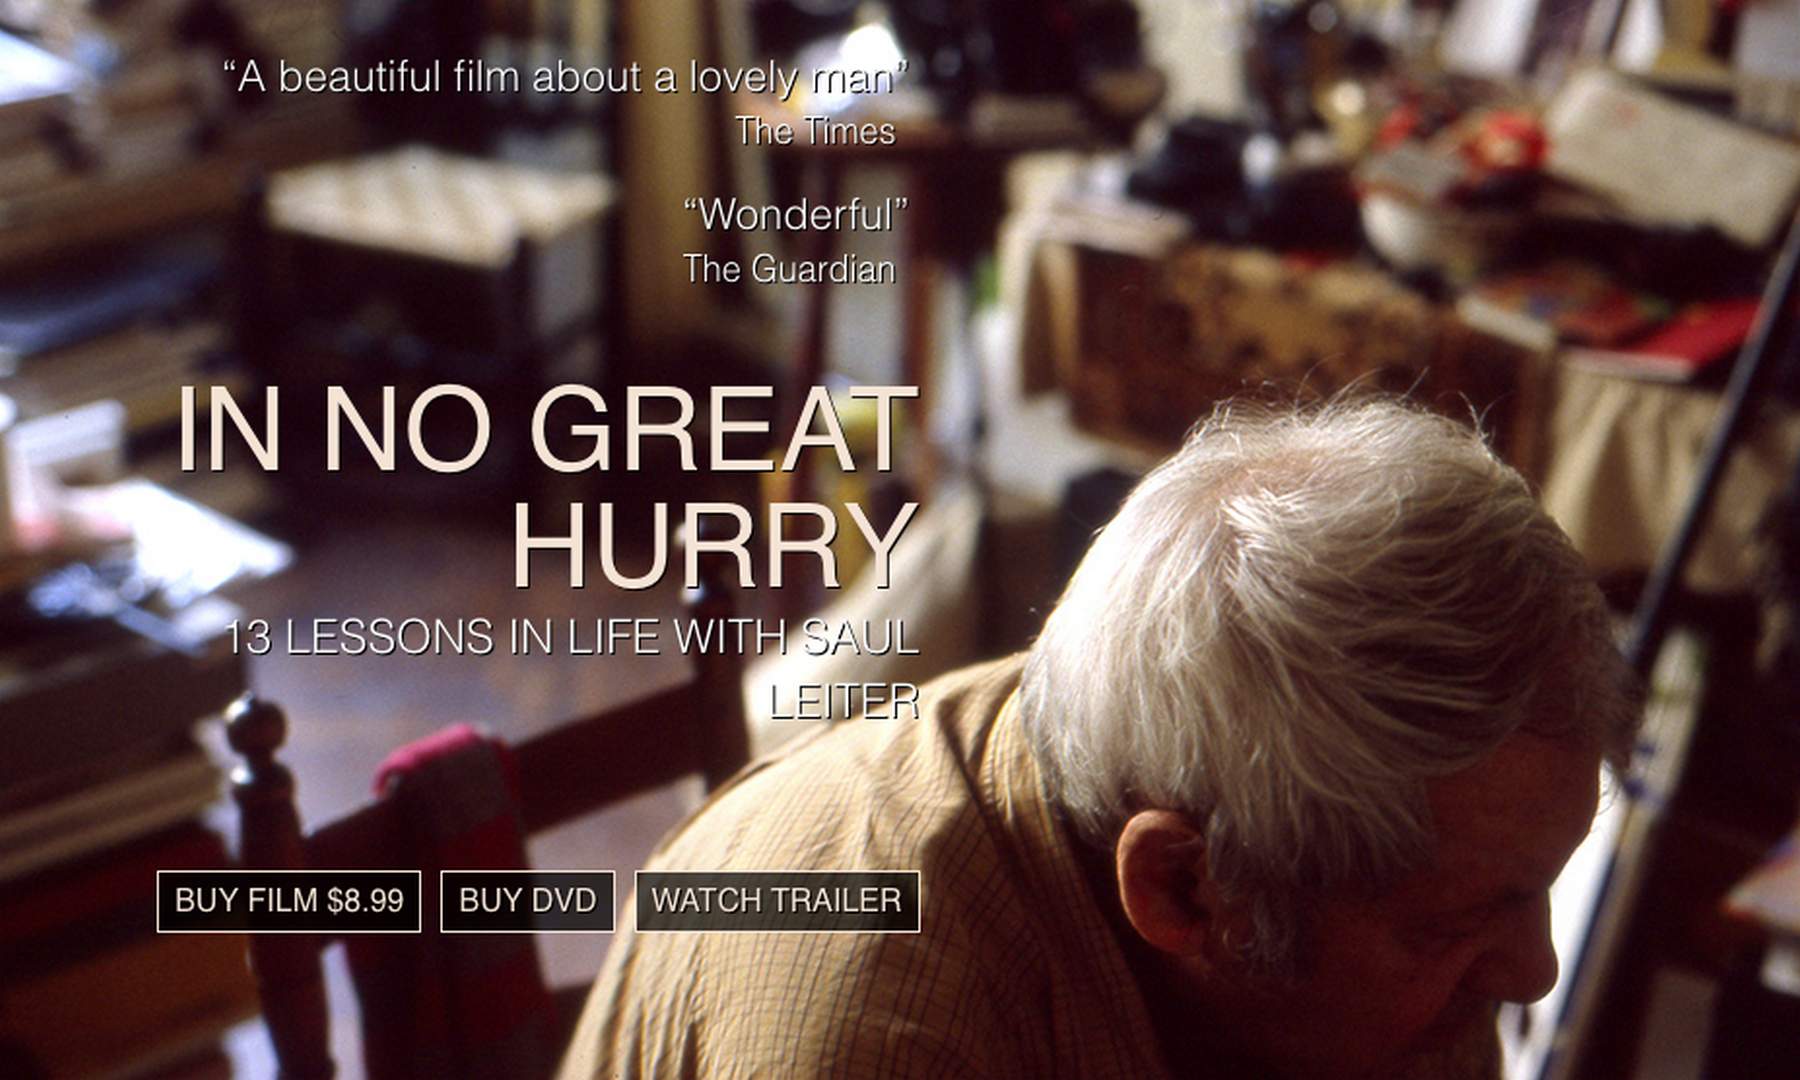 “A beautiful film about a lovely man”
The Times
“Wonderful”
The Guardian
IN NO GREAT
HURRY
13 LESSONS IN LIFE WITH SAUL
LEITER
BUY FILM $8.99
BUY DVD
WATCH TRAILER